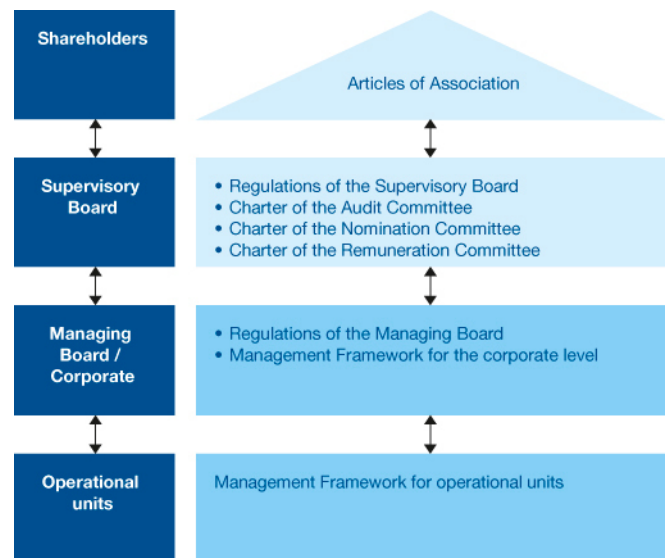 Shareholders
Articles of Association
Supervisory
Board
• Regulations of the Supervisory Board
• Charter of the Audit Committee
• Charter of the Nomination Committee
• Charter of the Remuneration Committee
Managing
Board /
Corporate
• Regulations of the Managing Board
• Management Framework for the corporate level
Operational
units
Management Framework for operational units